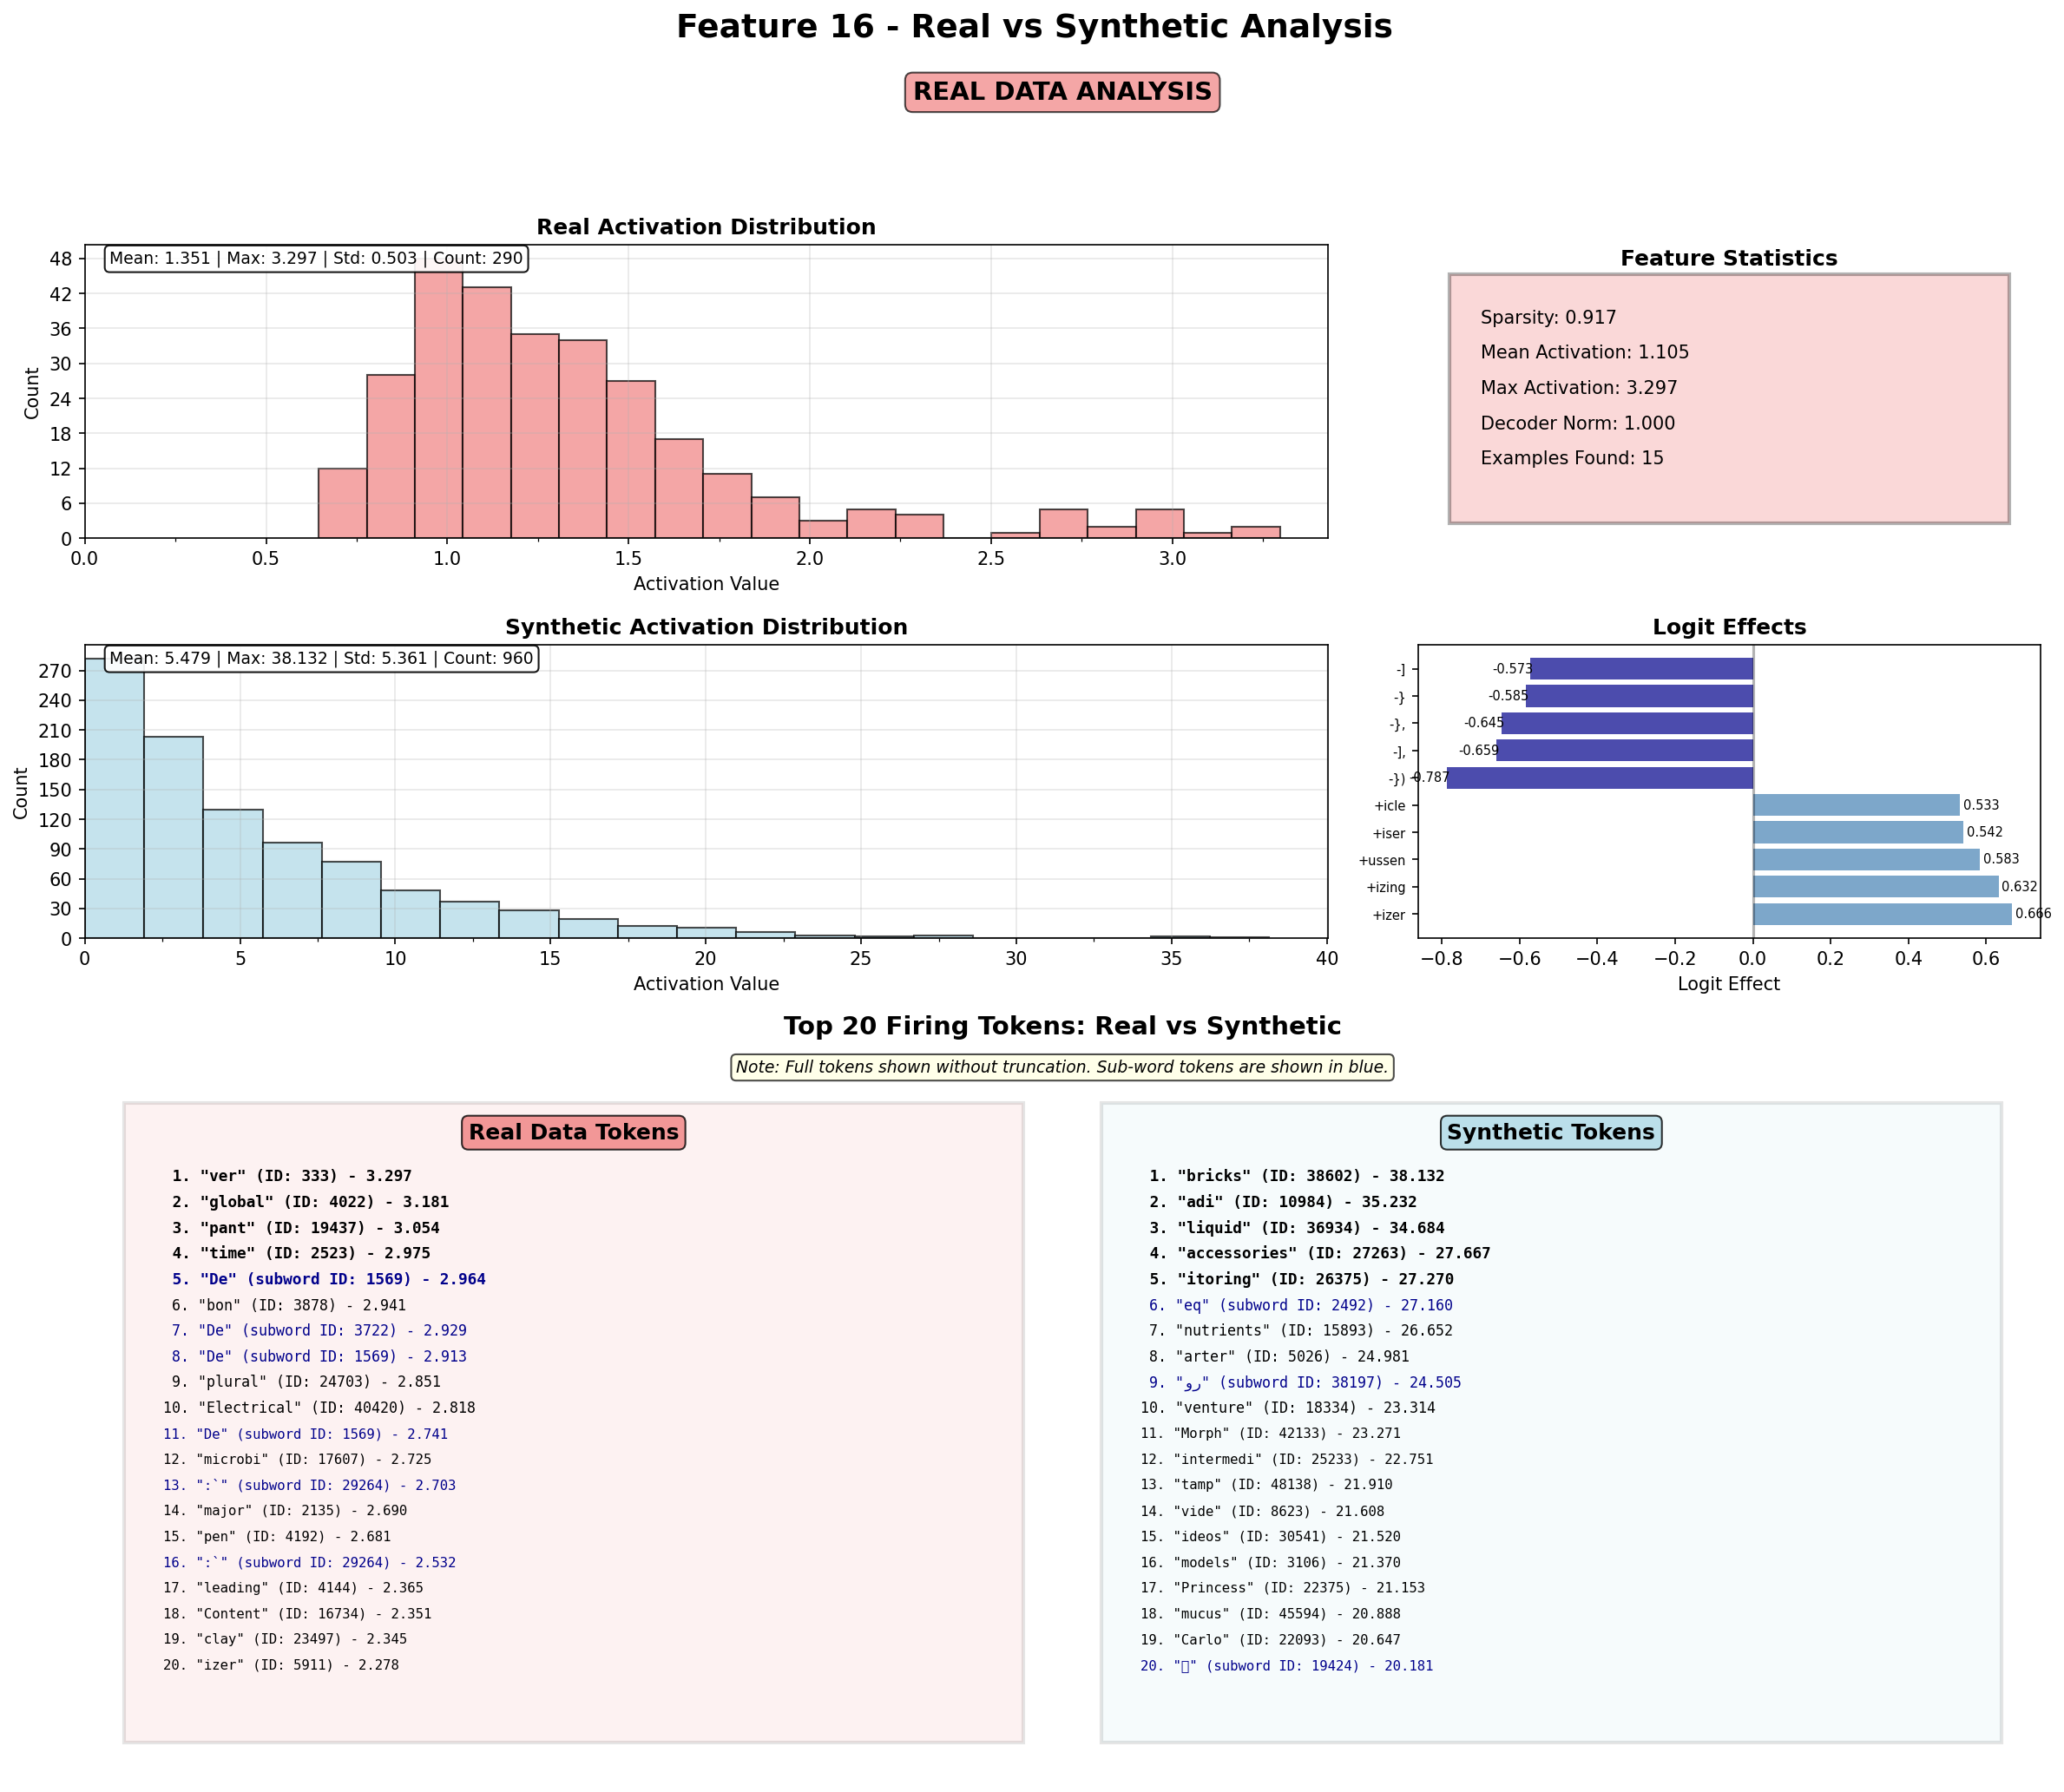 Feature 16 - Real vs Synthetic Analysis
REAL DATA ANALYSIS
Real Activation Distribution
Mean: 1.351 | Max: 3.297 | Std: 0.503 | Count: 290
Count
48
42
36
30
24
18
12
6
0
0.0 0.5 1.0 1.5 2.0 2.5 3.0
Activation Value
Feature Statistics
Sparsity: 0.917
Mean Activation: 1.105
Max Activation: 3.297
Decoder Norm: 1.000
Examples Found: 15
Synthetic Activation Distribution
Mean: 5.479 | Max: 38.132 | Std: 5.361 | Count: 960
Count
270
240
210
180
150
120
90
60
30
0
0 5 10 15 20 25 30 35 40
Activation Value
Logit Effects
-] -0.573
-} -0.585
-}, -0.645
-], -0.659
-}) -0.787
+icle 0.533
+iser 0.542
+ussen 0.583
+izing 0.632
+izer 0.666
−0.8 −0.6 −0.4 −0.2 0.0 0.2 0.4 0.6
Logit Effect
Top 20 Firing Tokens: Real vs Synthetic
Note: Full tokens shown without truncation. Sub-word tokens are shown in blue.
Real Data Tokens
1. "ver" (ID: 333) - 3.297
2. "global" (ID: 4022) - 3.181
3. "pant" (ID: 19437) - 3.054
4. "time" (ID: 2523) - 2.975
5. "De" (subword ID: 1569) - 2.964
6. "bon" (ID: 3878) - 2.941
7. "De" (subword ID: 3722) - 2.929
8. "De" (subword ID: 1569) - 2.913
9. "plural" (ID: 24703) - 2.851
10. "Electrical" (ID: 40420) - 2.818
11. "De" (subword ID: 1569) - 2.741
12. "microbi" (ID: 17607) - 2.725
13. ":`" (subword ID: 29264) - 2.703
14. "major" (ID: 2135) - 2.690
15. "pen" (ID: 4192) - 2.681
16. ":`" (subword ID: 29264) - 2.532
17. "leading" (ID: 4144) - 2.365
18. "Content" (ID: 16734) - 2.351
19. "clay" (ID: 23497) - 2.345
20. "izer" (ID: 5911) - 2.278
Synthetic Tokens
1. "bricks" (ID: 38602) - 38.132
2. "adi" (ID: 10984) - 35.232
3. "liquid" (ID: 36934) - 34.684
4. "accessories" (ID: 27263) - 27.667
5. "itoring" (ID: 26375) - 27.270
6. "eq" (subword ID: 2492) - 27.160
7. "nutrients" (ID: 15893) - 26.652
8. "arter" (ID: 5026) - 24.981
9. "رو" (subword ID: 38197) - 24.505
10. "venture" (ID: 18334) - 23.314
11. "Morph" (ID: 42133) - 23.271
12. "intermedi" (ID: 25233) - 22.751
13. "tamp" (ID: 48138) - 21.910
14. "vide" (ID: 8623) - 21.608
15. "ideos" (ID: 30541) - 21.520
16. "models" (ID: 3106) - 21.370
17. "Princess" (ID: 22375) - 21.153
18. "mucus" (ID: 45594) - 20.888
19. "Carlo" (ID: 22093) - 20.647
20. "▯" (subword ID: 19424) - 20.181